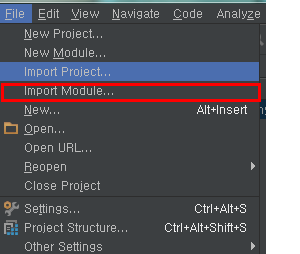 File Edit View Navigate Code Analyze
New Project...
New Module...
Import Project...
Import Module...
New... Alt+Insert
Open...
Open URL...
Reopen
Close Project
Settings... Ctrl+Alt+S
Project Structure... Ctrl+Alt+Shift+S
Other Settings